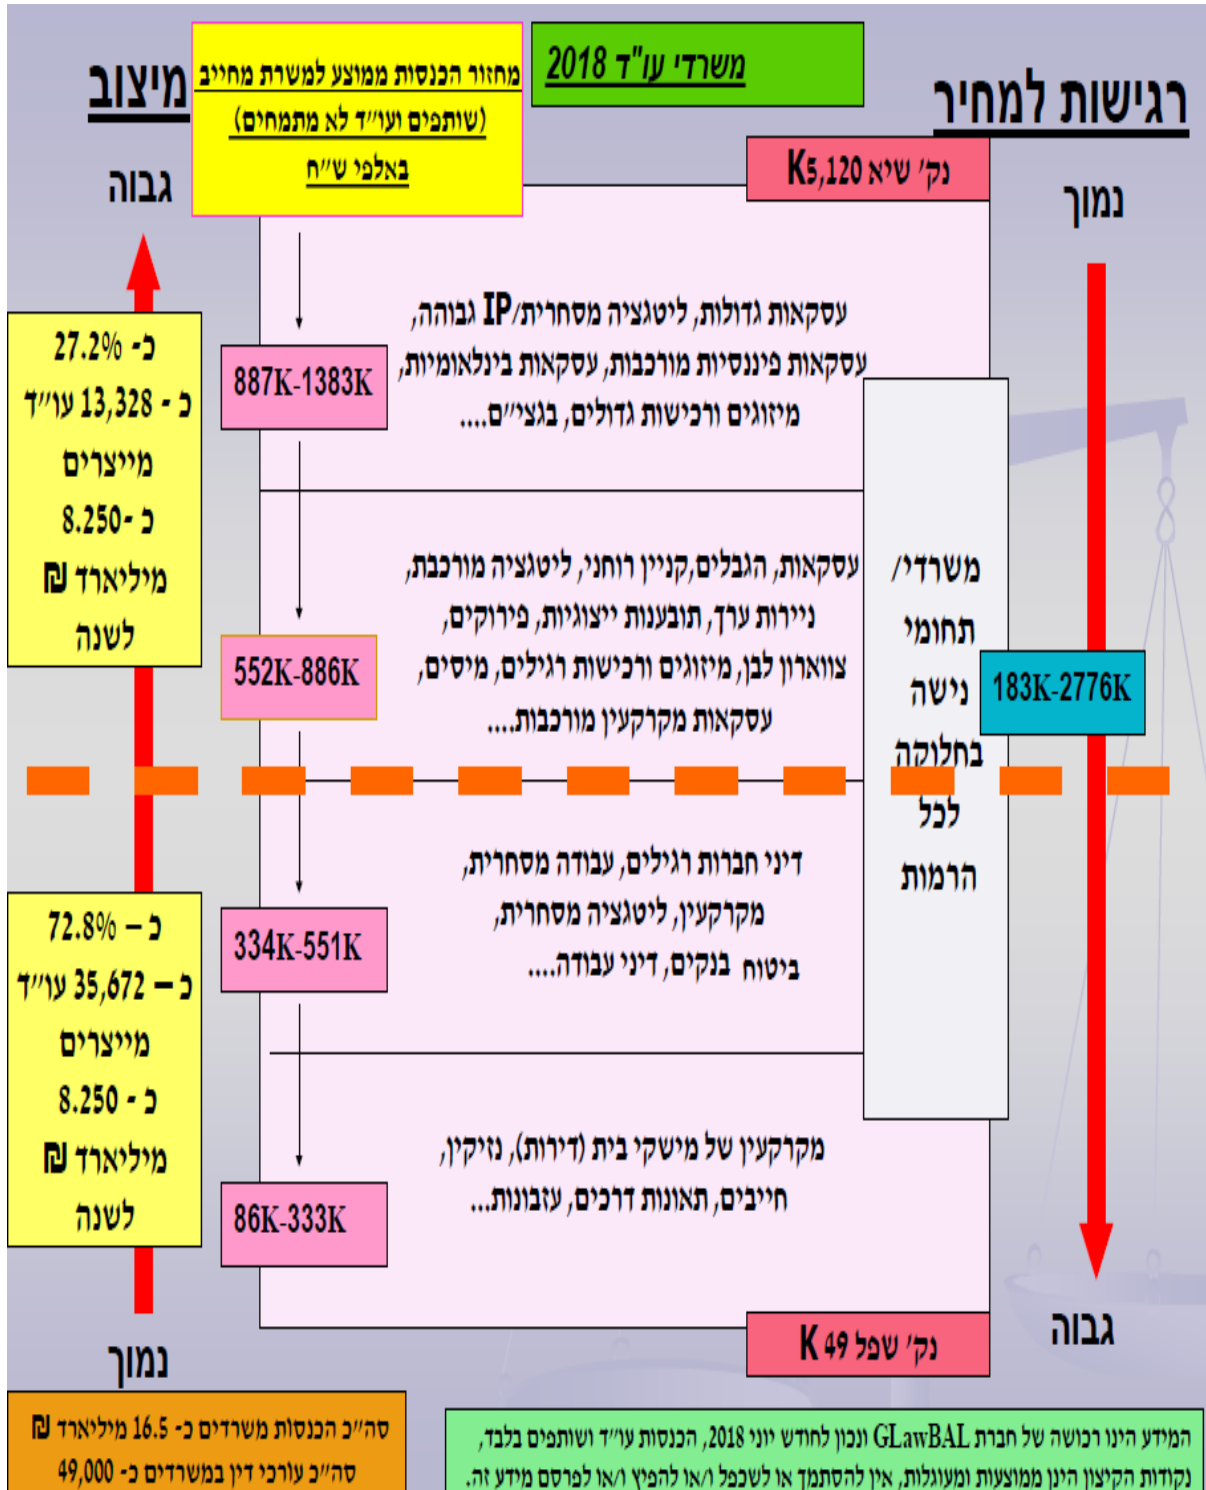 משרדי עו"ד 2018
רגישות למחיר
נמוך
גבוה
מיצוב
גבוה
נמוך
מחזור הכנסות ממוצע למשרת מחייב
(שותפים ועו"ד לא מתמחים)
באלפי ש"ח
נק' שיא 5,120K
887K-1383K
עסקאות גדולות, ליטגציה מסחרית/IP גבוהה,
עסקאות פיננסיות מורכבות, עסקאות בינלאומיות,
מיזוגים ורכישות גדולים, בגצי"ם....
552K-886K
עסקאות, הגבלים,קניין רוחני, ליטגציה מורכבת,
ניירות ערך, תובענות ייצוגיות, פירוקים,
צווארון לבן, מיזוגים ורכישות רגילים, מיסים,
עסקאות מקרקעין מורכבות....
334K-551K
דיני חברות רגילים, עבודה מסחרית,
מקרקעין, ליטגציה מסחרית,
ביטוח בנקים, דיני עבודה....
86K-333K
מקרקעין של מישקי בית (דירות), נזיקין,
חייבים, תאונות דרכים, עזבונות...
נק' שפל 49 K
משרדי/
תחומי
נישה
בחלוקה
לכל
הרמות
183K-2776K
כ- 27.2%
כ - 13,328 עו"ד
מייצרים
כ -8.250
מיליארד ₪
לשנה
כ – 72.8%
כ – 35,672 עו"ד
מייצרים
כ - 8.250
מיליארד ₪
לשנה
סה"כ הכנסות משרדים כ- 16.5 מיליארד ₪
סה"כ עורכי דין במשרדים כ- 49,000
המידע הינו רכושה של חברת GLawBAL ונכון לחודש יוני 2018, הכנסות עו"ד ושותפים בלבד,
נקודות הקיצון הינן ממוצעות ומעוגלות, אין להסתמך או לשכפל ו/או להפיץ ו/או לפרסם מידע זה.